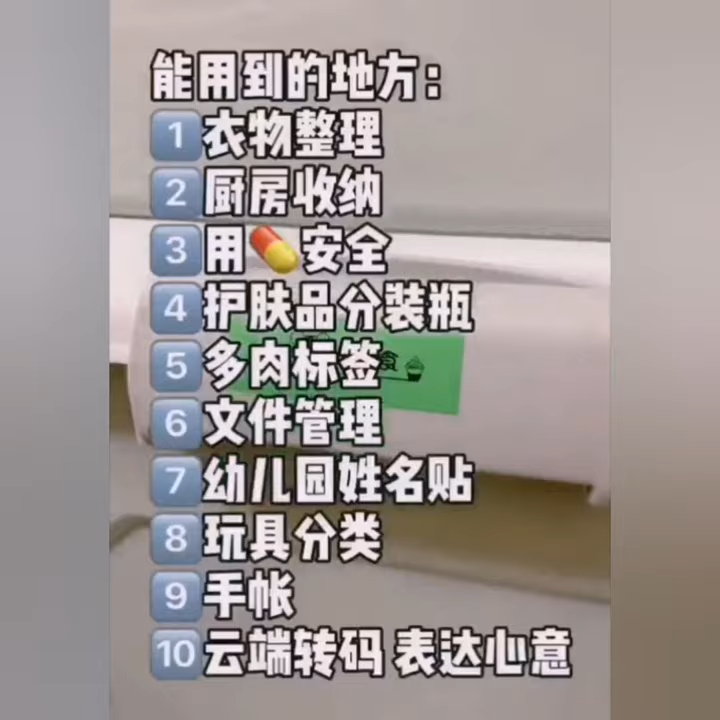 能用到的地方：
1 衣物整理
2 厨房收纳
3 用💊安全
4 护肤品分装瓶
5 多肉标签
食
6 文件管理
7 幼儿园姓名贴
8 玩具分类
9 手帐
10 云端转码 表达心意